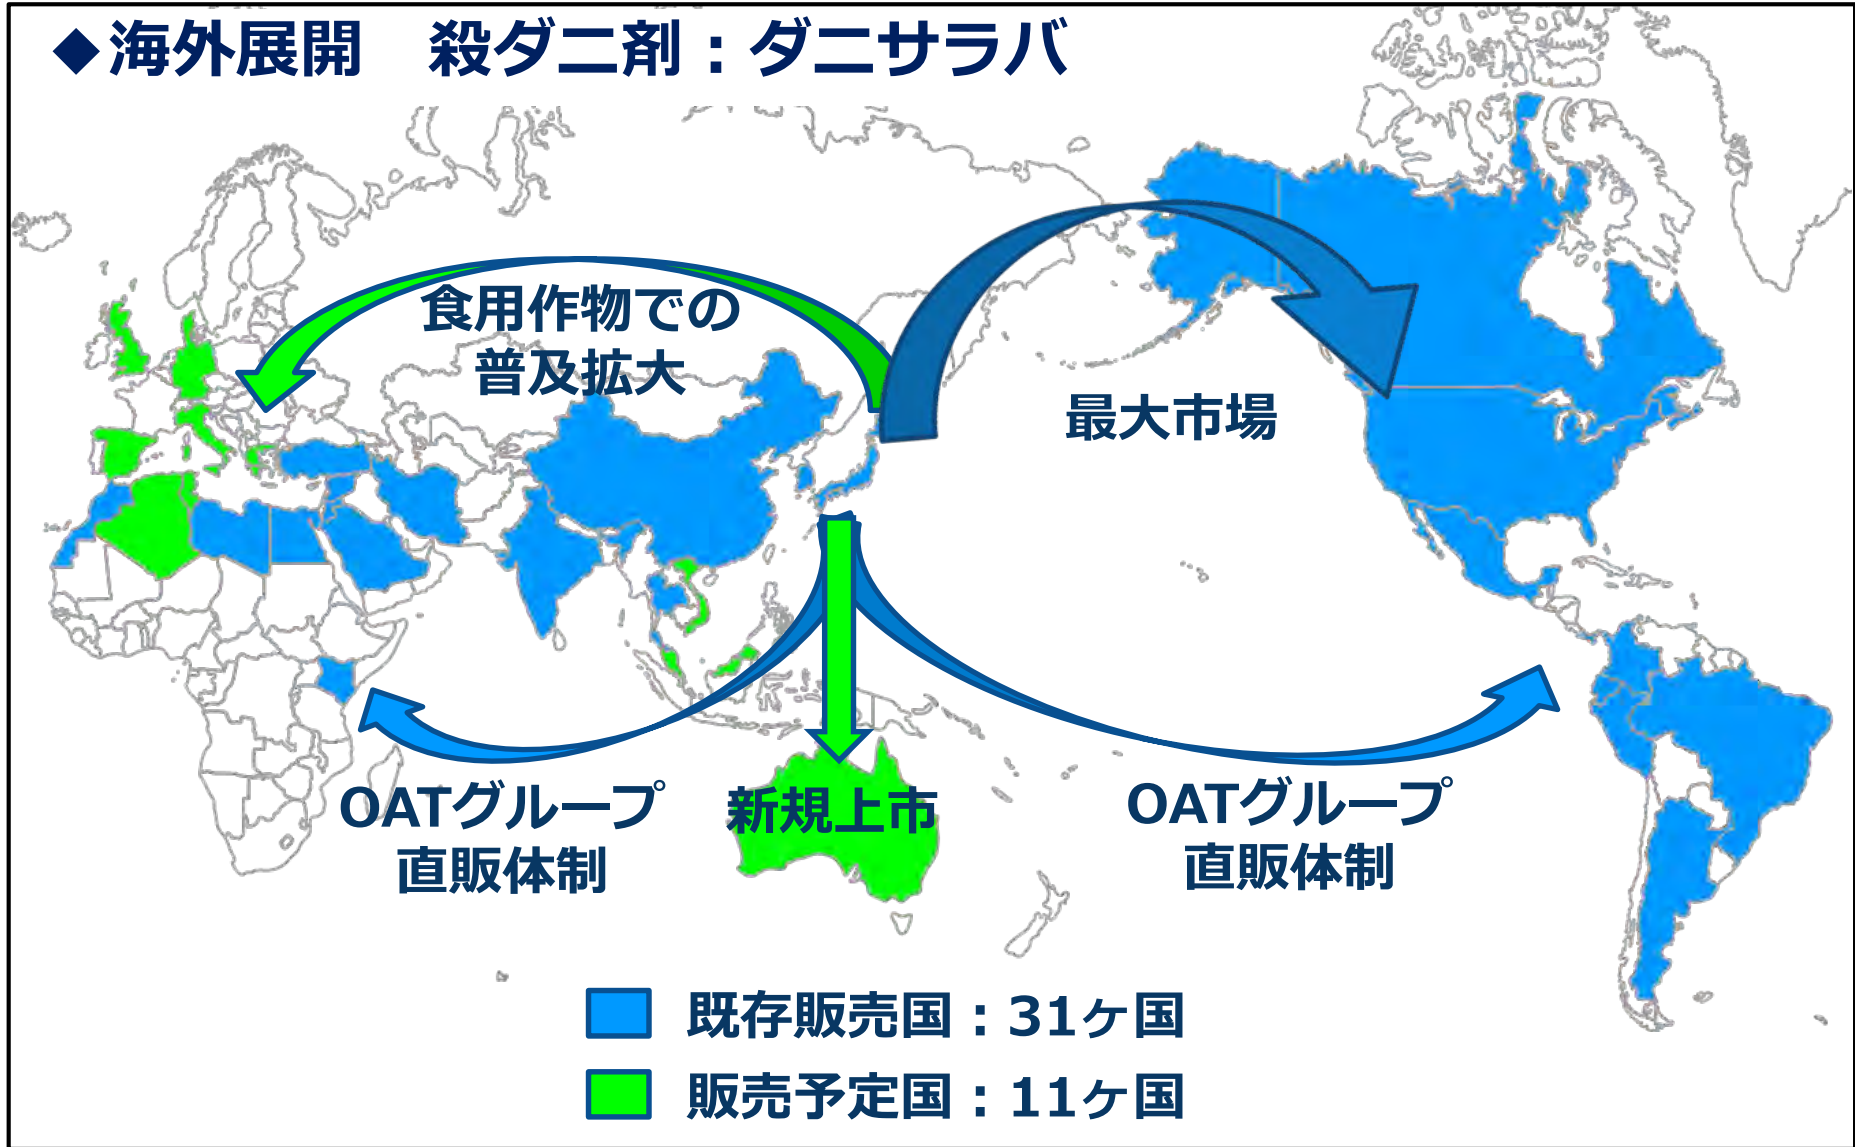 ◆海外展開　殺ダニ剤：ダニサラバ
食用作物での
普及拡大
最大市場
OATグループ
直販体制
新規上市
OATグループ
直販体制
既存販売国：31ヶ国
販売予定国：11ヶ国